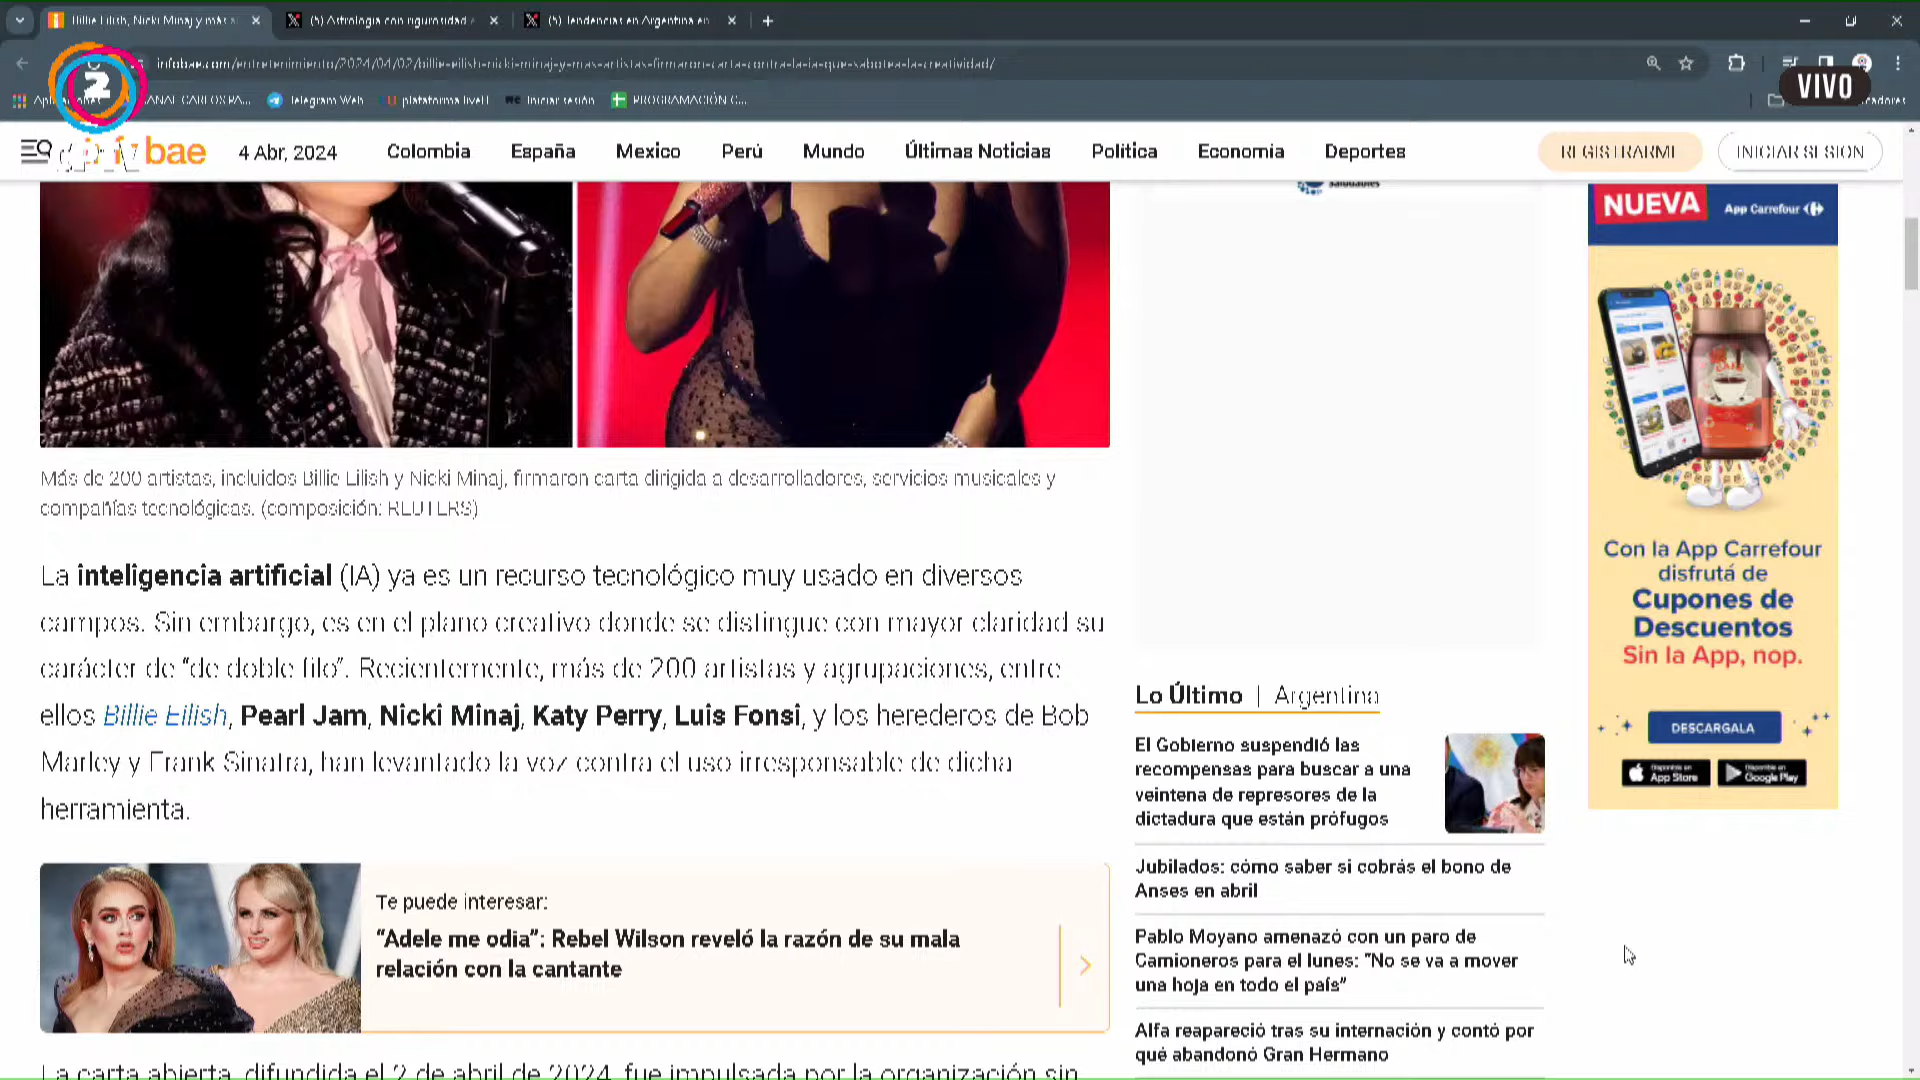 Billie Eilish, Nicki Minaj y más a
(5) Astrología con rigurosidad
(5) Tendencias en Argentina en
infobae.com/entretenimiento/2024/04/02/billie-eilish-nicki-minaj-y-mas-artistas-firmaron-carta-contra-la-ia-que-sabotea-la-creatividad/
2
VIVO
Telegram Web
plataforma liveU
Iniciar sesión
PROGRAMACIÓN C...
bae
4 Abr, 2024
Colombia
España
Mexico
Perú
Mundo
Últimas Noticias
Política
Economía
Deportes
REGISTRARME
INICIAR SESIÓN
Más de 200 artistas, incluidos Billie Eilish y Nicki Minaj, firmaron carta dirigida a desarrolladores, servicios musicales y
compañías tecnológicas. (composición: REUTERS)
La inteligencia artificial (IA) ya es un recurso tecnológico muy usado en diversos
campos. Sin embargo, es en el plano creativo donde se distingue con mayor claridad su
carácter de “de doble filo”. Recientemente, más de 200 artistas y agrupaciones, entre
ellos Billie Eilish, Pearl Jam, Nicki Minaj, Katy Perry, Luis Fonsi, y los herederos de Bob
Marley y Frank Sinatra, han levantado la voz contra el uso irresponsable de dicha
herramienta.
Te puede interesar:
“Adele me odia”: Rebel Wilson reveló la razón de su mala
relación con la cantante
La carta abierta, difundida el 2 de abril de 2024, fue impulsada por la organización sin
saludables
Lo Último | Argentina
El Gobierno suspendió las
recompensas para buscar a una
veintena de represores de la
dictadura que están prófugos
Jubilados: cómo saber si cobrás el bono de
Anses en abril
Pablo Moyano amenazó con un paro de
Camioneros para el lunes: “No se va a mover
una hoja en todo el país”
Alfa reapareció tras su internación y contó por
qué abandonó Gran Hermano
NUEVA App Carrefour
Con la App Carrefour
disfrutá de
Cupones de
Descuentos
Sin la App, nop.
DESCARGALA
Disponible en
App Store
Disponible en
Google Play